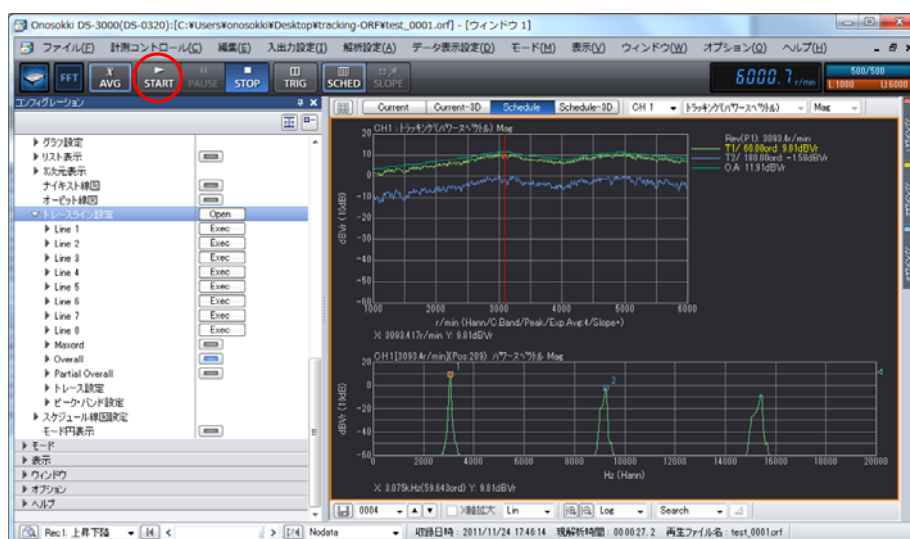 Onosokki DS-3000(DS-0320):[C:¥Users¥onosokki¥Desktop¥tracking-ORF¥test_0001.orf] - [ウィンドウ 1]
ファイル(F) 計測コントロール(C) 編集(E) 入出力設定(I) 解析設定(A) データ表示設定(D) モード(M) 表示(V) ウィンドウ(W) オプション(O) ヘルプ(H)
FFT AVG START PAUSE STOP TRIG SCHED SLOPE 6000.7 r/min 500/500
L:1000 U:6000
コンフィグレーション
Current Current-3D Schedule Schedule-3D CH 1 トラッキング(パワースペクトル) Mag
グラフ設定
リスト表示
%次元表示
ナイキスト線図
オービット線図
トレースライン設定 Open
Line 1 Exec
Line 2 Exec
Line 3 Exec
Line 4 Exec
Line 5 Exec
Line 6 Exec
Line 7 Exec
Line 8 Exec
Maxord
Overall
Partial Overall
トレース設定
ピーク・バンド設定
スケジュール線図設定
モード円表示
モード
表示
ウィンドウ
オプション
ヘルプ
CH1 : トラッキング(パワースペクトル) Mag
Rev(P1): 3093.4r/min
T1/ 60.00ord 9.81dBVr
T2/ 180.00ord -1.58dBVr
O.A: 11.91dBVr
20
10
0
-10
-20
-30
-40
-50
-60
dBVr (10dB)
1000 2000 3000 4000 5000 6000
r/min (Hann/C.Band/Peak/Exp.Avg:4/Slope+)
X: 3093.417r/min Y: 9.81dBVr
CH1[3093.4r/min](Pos:209) パワースペクトル Mag
1
2
20
0
-20
-40
-60
dBVr (10dB)
0 2000 4000 6000 8000 10000 12000 14000 16000 18000 20000
Hz (Hann)
X: 3.075kHz(59.643ord) Y: 9.81dBVr
0004 X軸拡大 Lin Log Search
Rec1: 上昇下降 Nodata 収録日時 : 2011/11/24 17:46:14 現解析時間 : 00:00:27. 2 再生ファイル名 : test_0001.orf